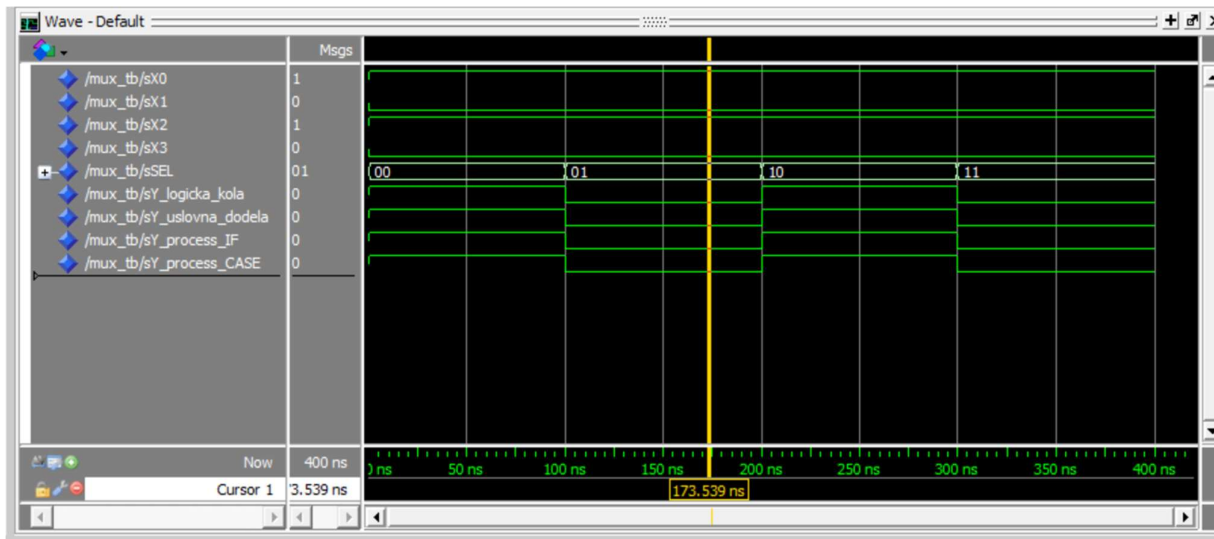 Wave - Default
Msgs
/mux_tb/sX0 1
/mux_tb/sX1 0
/mux_tb/sX2 1
/mux_tb/sX3 0
/mux_tb/sSEL 01 00 01 10 11
/mux_tb/sY_logicka_kola 0
/mux_tb/sY_uslovna_dodela 0
/mux_tb/sY_process_IF 0
/mux_tb/sY_process_CASE 0
Now 400 ns ns 50 ns 100 ns 150 ns 200 ns 250 ns 300 ns 350 ns 400 ns
Cursor 1 3.539 ns 173.539 ns